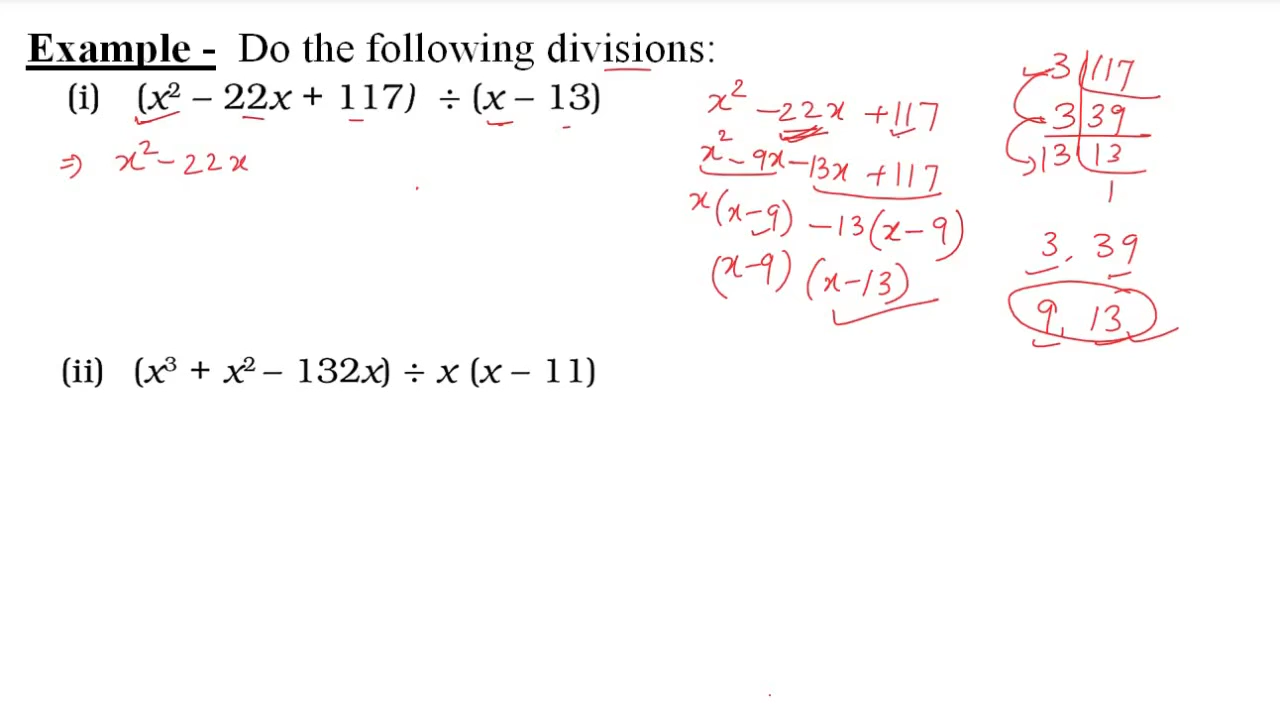 Example - Do the following divisions:
(i) (x² – 22x + 117) ÷ (x – 13)
⇒ x² - 22x
(ii) (x³ + x² – 132x) ÷ x (x – 11)
x² - 22x + 117
x² - 9x - 13x + 117
x(x-9) - 13(x-9)
(x-9) (x-13)
3 | 117
3 | 39
13 | 13
1
3, 39
9, 13